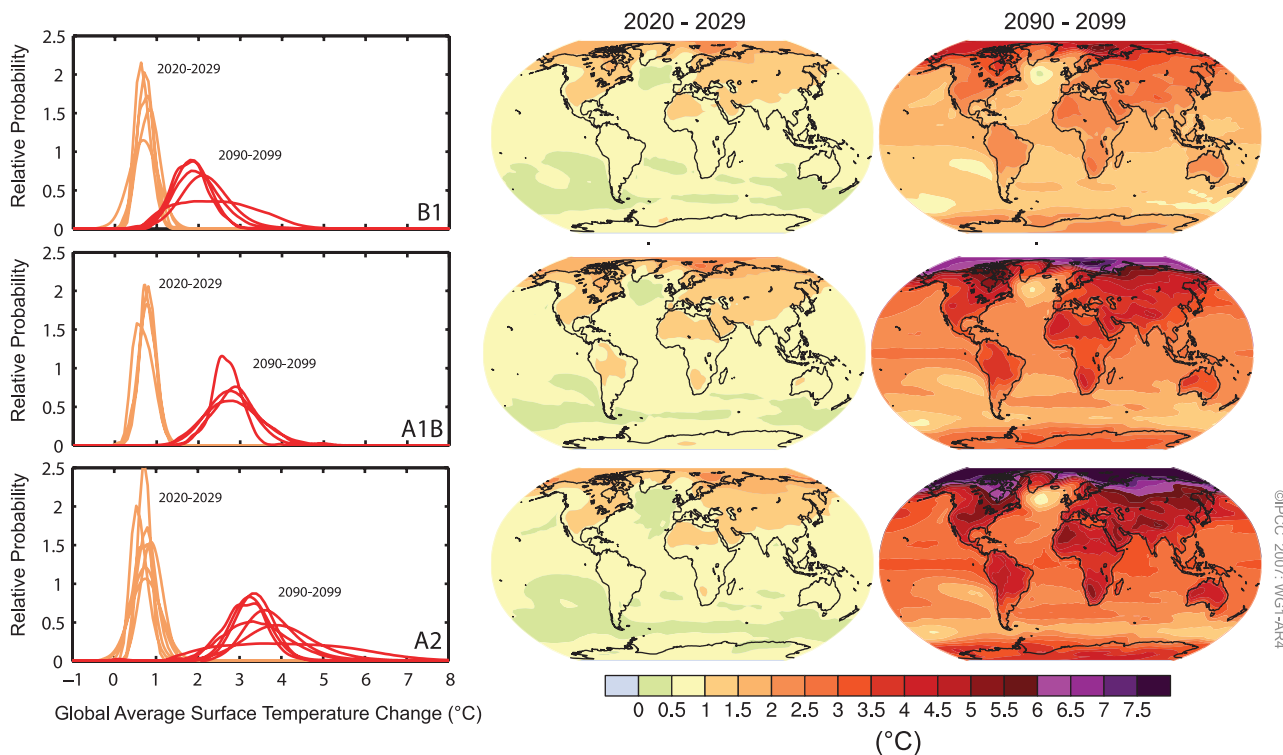 2020 - 2029
2090 - 2099
Relative Probability
2.5
2
1.5
1
0.5
0
2020-2029
2090-2099
B1
Relative Probability
2.5
2
1.5
1
0.5
0
2020-2029
2090-2099
A1B
Relative Probability
2.5
2
1.5
1
0.5
0
2020-2029
2090-2099
A2
−1 0 1 2 3 4 5 6 7 8
Global Average Surface Temperature Change (°C)
0 0.5 1 1.5 2 2.5 3 3.5 4 4.5 5 5.5 6 6.5 7 7.5
(°C)
©IPCC 2007: WG1-AR4